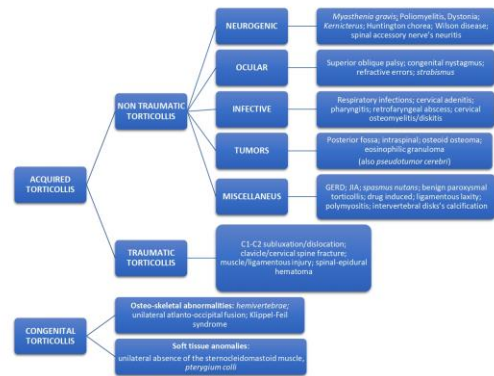 NEUROGENIC
Myasthenia gravis; Poliomyelitis, Dystonia;
Kernicterus; Huntington chorea; Wilson disease;
spinal accessory nerve's neuritis
OCULAR
Superior oblique palsy; congenital nystagmus;
refractive errors; strabismus
NON TRAUMATIC
TORTICOLLIS
INFECTIVE
Respiratory infections; cervical adenitis;
pharyngitis; retrofaryngeal abscess; cervical
osteomyelitis/diskitis
TUMORS
Posterior fossa; intraspinal; osteoid osteoma;
eosinophilic granuloma
(also pseudotumor cerebri)
ACQUIRED
TORTICOLLIS
MISCELLANEUS
GERD; JIA; spasmus nutans; benign paroxysmal
torticollis; drug induced; ligamentous laxity;
polymyositis; intervertebral disks's calcification
TRAUMATIC
TORTICOLLIS
C1-C2 subluxation/dislocation;
clavicle/cervical spine fracture;
muscle/ligamentous injury; spinal-epidural
hematoma
CONGENITAL
TORTICOLLIS
Osteo-skeletal abnormalities: hemivertebrae;
unilateral atlanto-occipital fusion; Klippel-Feil
syndrome
Soft tissue anomalies:
unilateral absence of the sternocleidomastoid muscle,
pterygium colli